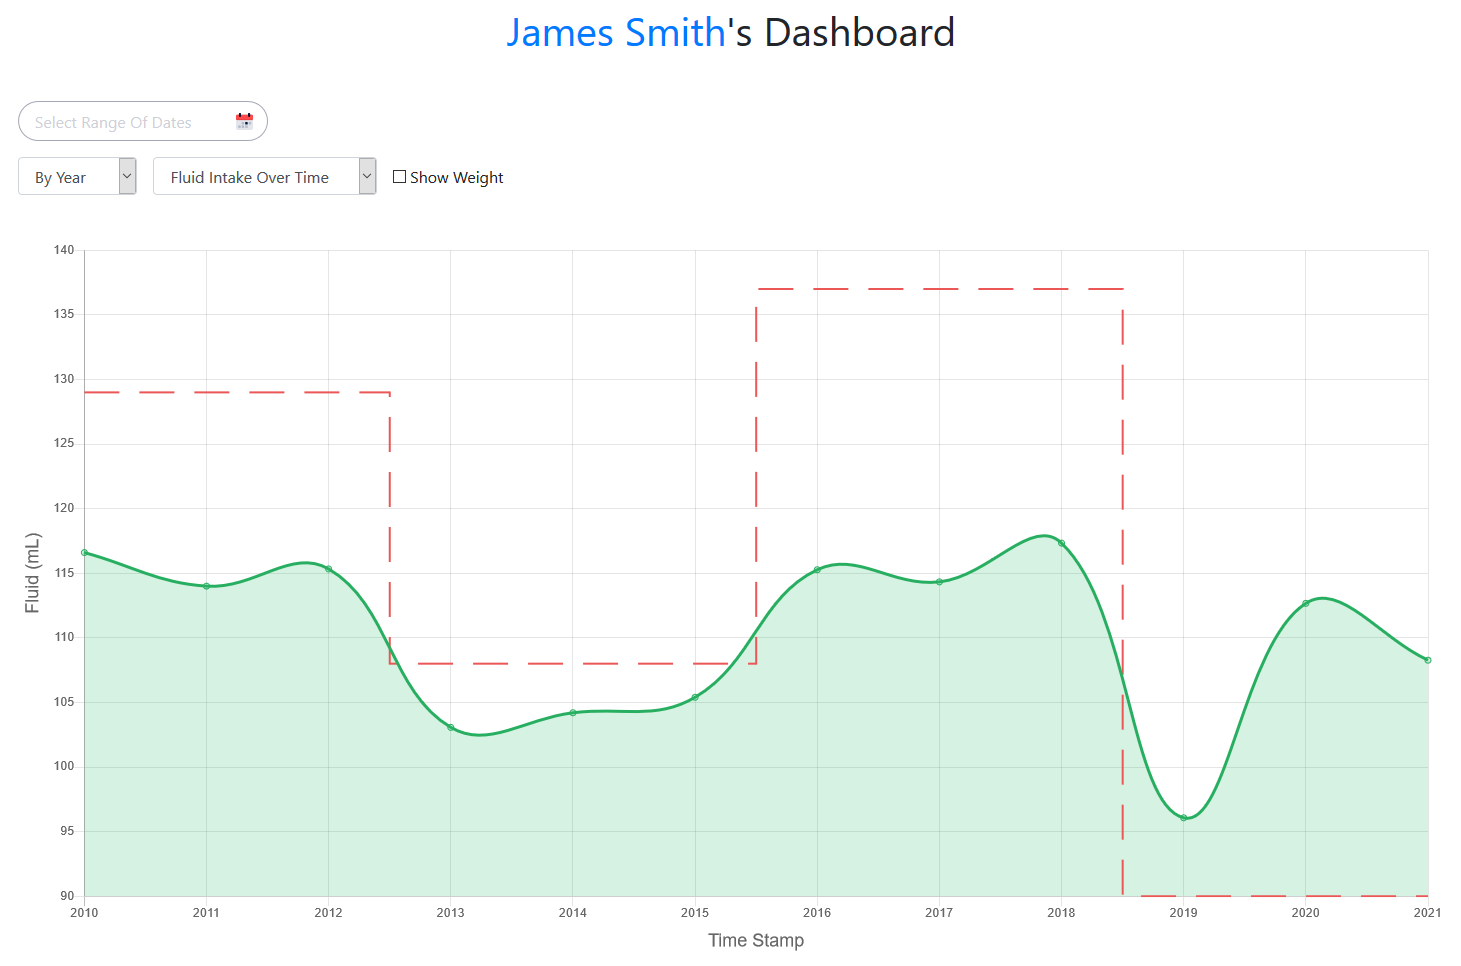 James Smith's Dashboard
Select Range Of Dates
By Year
Fluid Intake Over Time
Show Weight
140
135
130
125
120
115
110
105
100
95
90
Fluid (mL)
2010 2011 2012 2013 2014 2015 2016 2017 2018 2019 2020 2021
Time Stamp